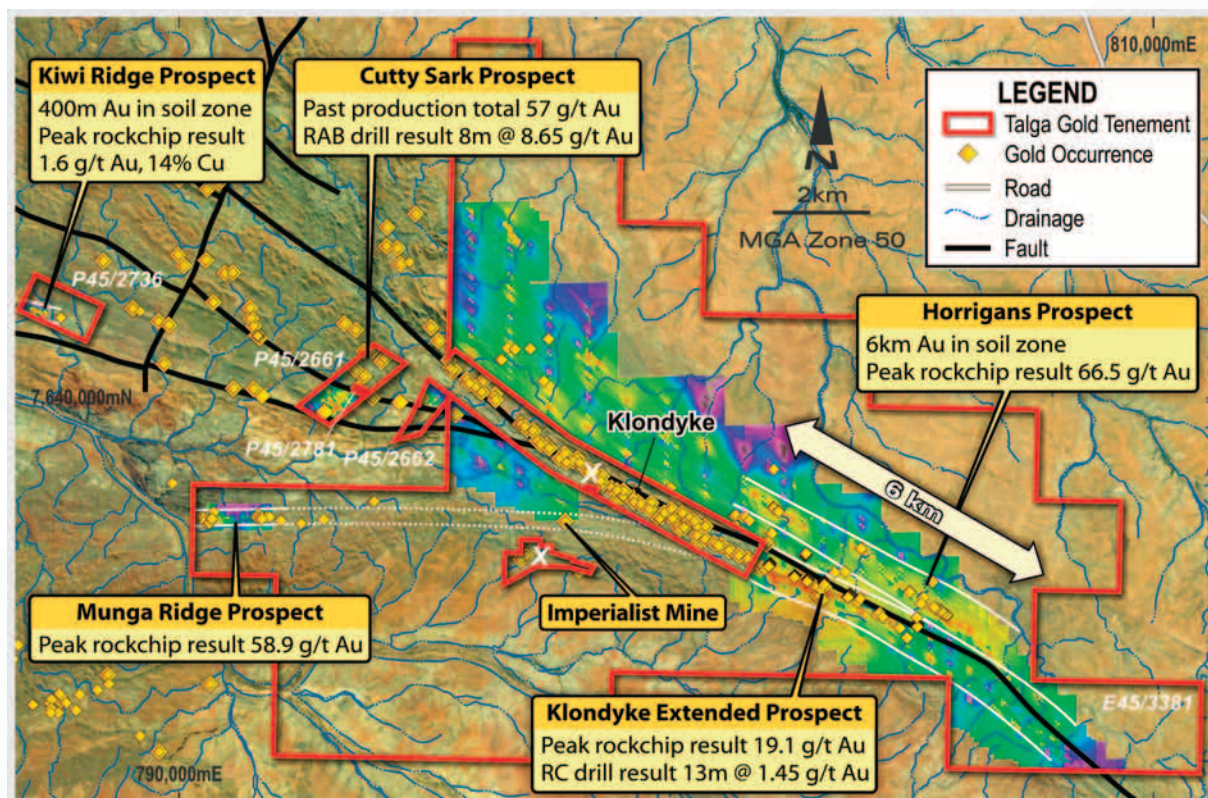 810,000mE
Kiwi Ridge Prospect
400m Au in soil zone
Peak rockchip result
1.6 g/t Au, 14% Cu
Cutty Sark Prospect
Past production total 57 g/t Au
RAB drill result 8m @ 8.65 g/t Au
N
2km
MGA Zone 50
LEGEND
Talga Gold Tenement
Gold Occurrence
Road
Drainage
Fault
P45/2736
P45/2661
7,640,000mN
P45/2781
P45/2662
Horrigans Prospect
6km Au in soil zone
Peak rockchip result 66.5 g/t Au
Klondyke
X
6 km
X
Munga Ridge Prospect
Peak rockchip result 58.9 g/t Au
Imperialist Mine
Klondyke Extended Prospect
Peak rockchip result 19.1 g/t Au
RC drill result 13m @ 1.45 g/t Au
E45/3381
790,000mE